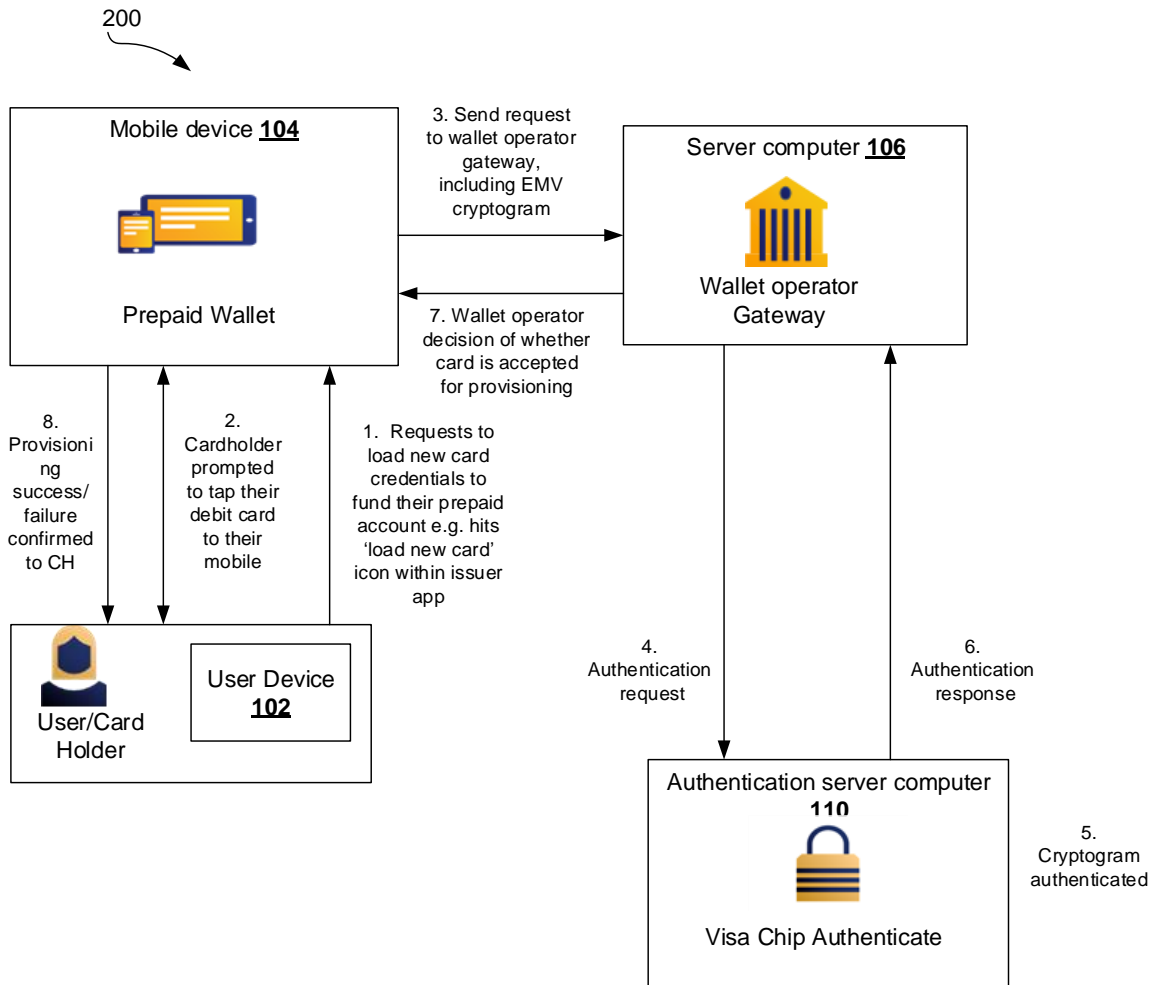 200
Mobile device 104
Prepaid Wallet
3. Send request
to wallet operator
gateway,
including EMV
cryptogram
Server computer 106
Wallet operator
Gateway
7. Wallet operator
decision of whether
card is accepted
for provisioning
8.
Provisioni
ng
success/
failure
confirmed
to CH
2.
Cardholder
prompted
to tap their
debit card
to their
mobile
1. Requests to
load new card
credentials to
fund their prepaid
account e.g. hits
‘load new card’
icon within issuer
app
User/Card
Holder
User Device
102
4.
Authentication
request
6.
Authentication
response
Authentication server computer
110
Visa Chip Authenticate
5.
Cryptogram
authenticated